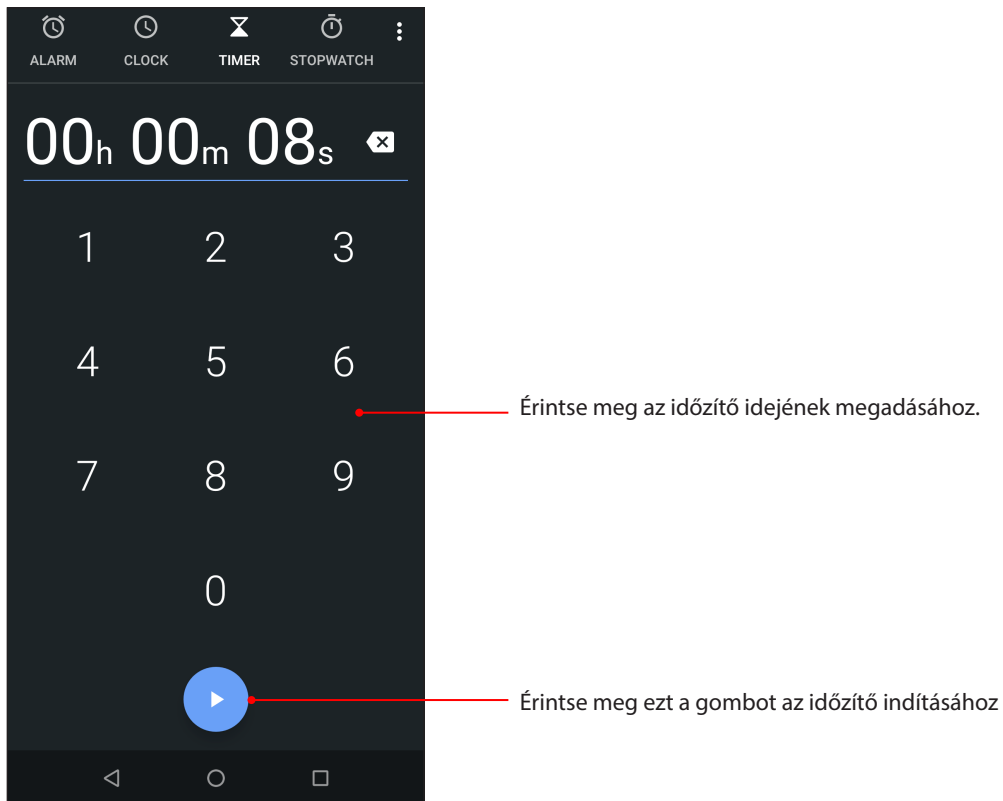 ALARM CLOCK TIMER STOPWATCH
00h 00m 08s
1 2 3
4 5 6
Érintse meg az időzítő idejének megadásához.
7 8 9
0
Érintse meg ezt a gombot az időzítő indításához